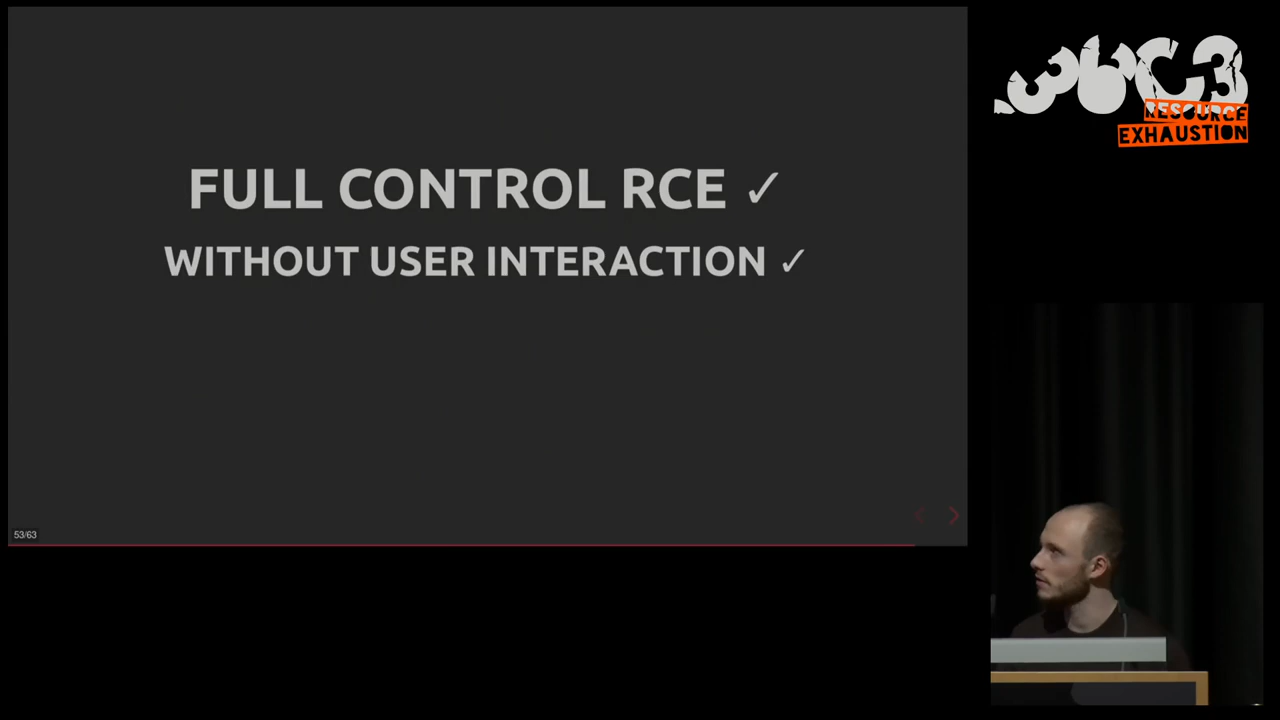 FULL CONTROL RCE ✓
WITHOUT USER INTERACTION ✓
53/63
36C3
RESOURCE
EXHAUSTION